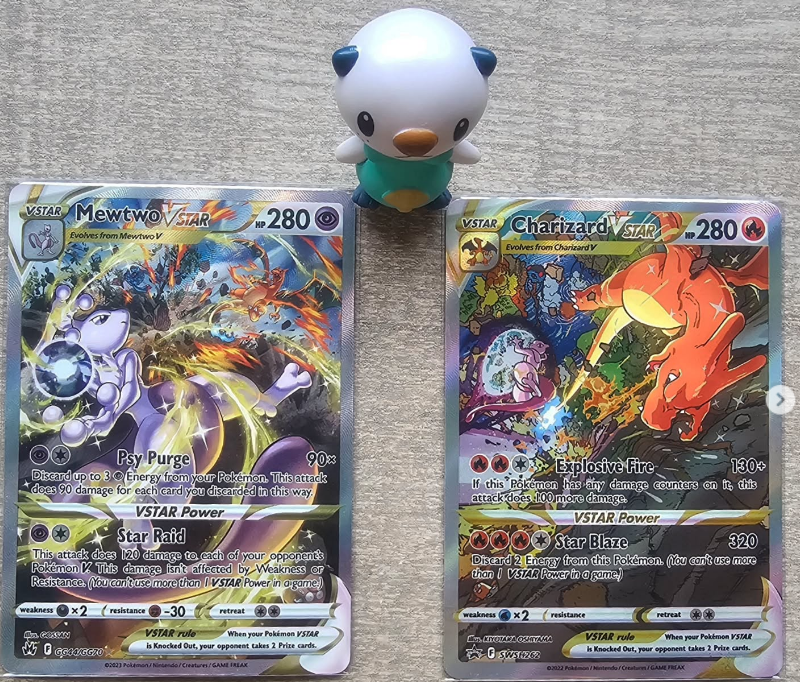 VSTAR Mewtwo VSTAR HP 280
Evolves from Mewtwo V
Psy Purge 90×
Discard up to 3 Energy from your Pokémon. This attack
does 90 damage for each card you discarded in this way.
VSTAR Power
Star Raid
This attack does 120 damage to each of your opponent's
Pokémon V. This damage isn't affected by Weakness or
Resistance. (You can't use more than 1 VSTAR Power in a game.)
weakness ×2 resistance -30 retreat
Illus. GOSSAN
VSTAR rule When your Pokémon VSTAR
is Knocked Out, your opponent takes 2 Prize cards.
F GG44/GG70
©2023 Pokémon / Nintendo / Creatures / GAME FREAK
VSTAR Charizard VSTAR HP 280
Evolves from Charizard V
Explosive Fire 130+
If this Pokémon has any damage counters on it, this
attack does 100 more damage.
VSTAR Power
Star Blaze 320
Discard 2 Energy from this Pokémon. (You can't use more
than 1 VSTAR Power in a game.)
weakness ×2 resistance retreat
Illus. KIYOTAKA OSHIYAMA
VSTAR rule When your Pokémon VSTAR
is Knocked Out, your opponent takes 2 Prize cards.
F SWSH262
©2022 Pokémon / Nintendo / Creatures / GAME FREAK